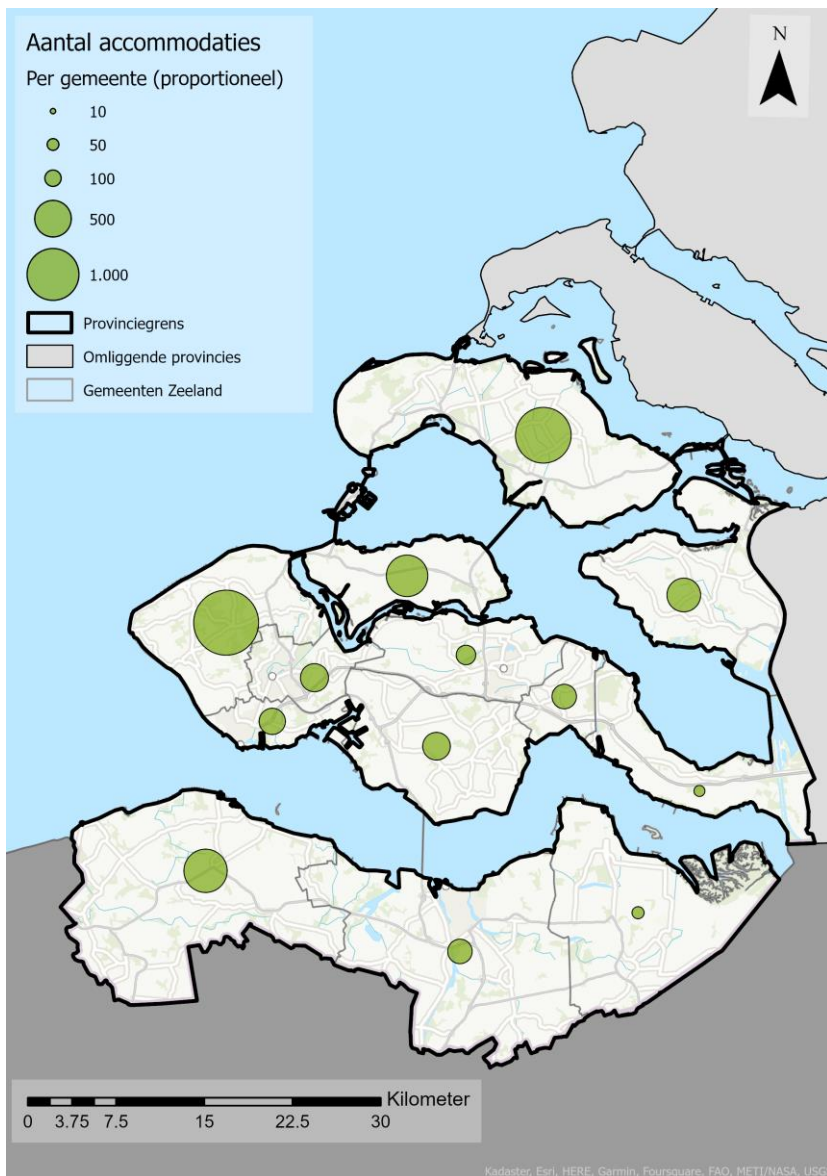 Aantal accommodaties
Per gemeente (proportioneel)
10
50
100
500
1.000
Provinciegrens
Omliggende provincies
Gemeenten Zeeland
N
Kilometer
0 3.75 7.5 15 22.5 30
Kadaster, Esri, HERE, Garmin, Foursquare, FAO, METI/NASA, USG